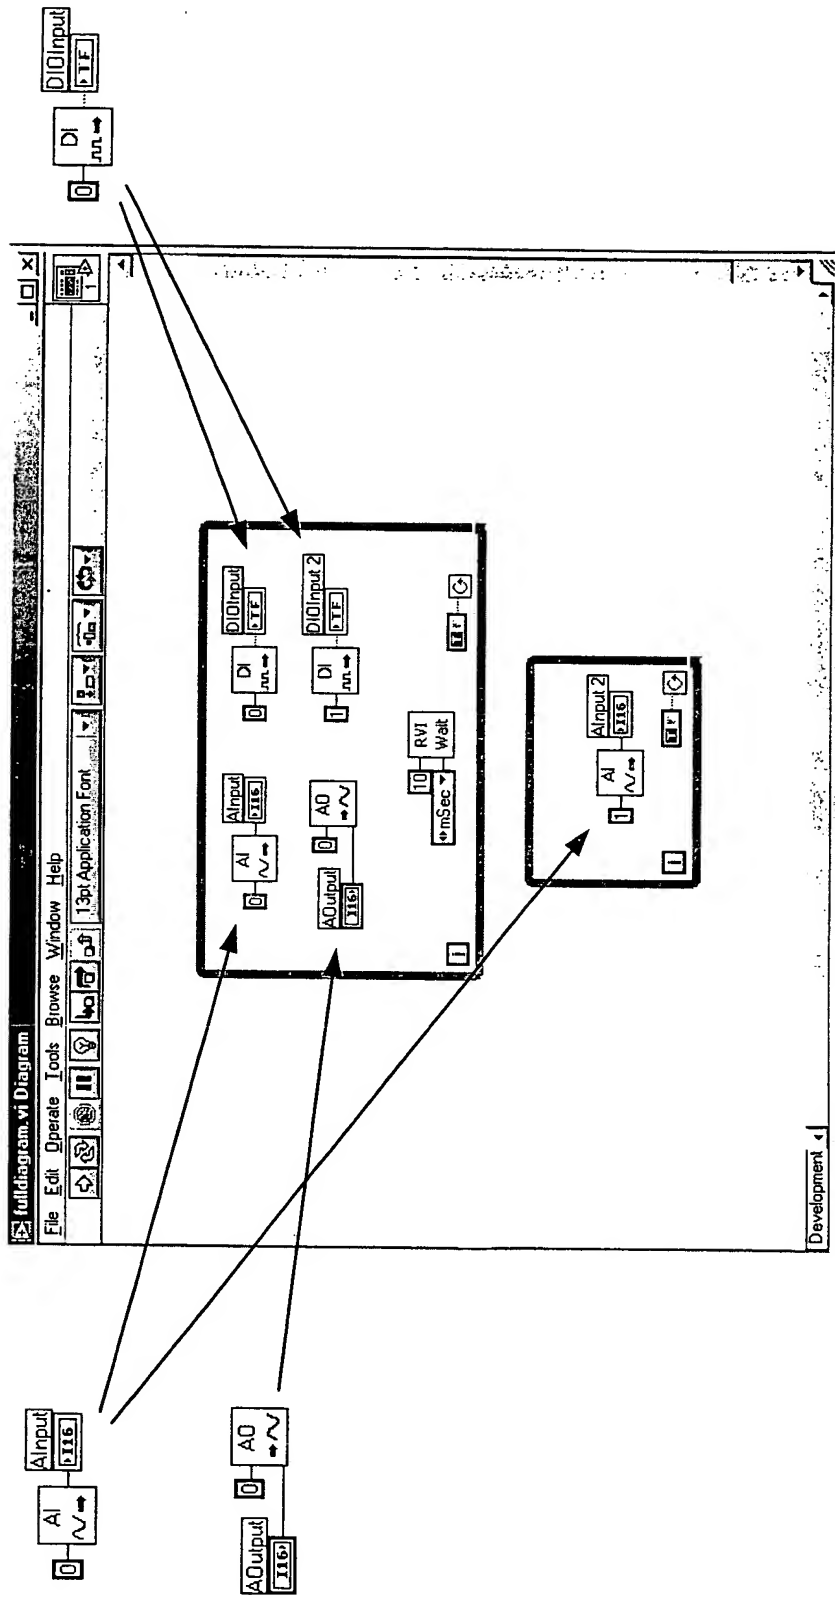 fulldiagram.vi Diagram
File Edit Operate Tools Browse Window Help
13pt Application Font
1
AInput
0
AI
I16
AOutput
I16
0
AO
DIOInput
0
DI
TF
AInput
0
AI
I16
DIOInput
0
DI
TF
AOutput
I16
0
AO
DIOInput 2
1
DI
TF
10
RVI
Wait
mSec
i
T F
AInput 2
1
AI
I16
i
T F
Development